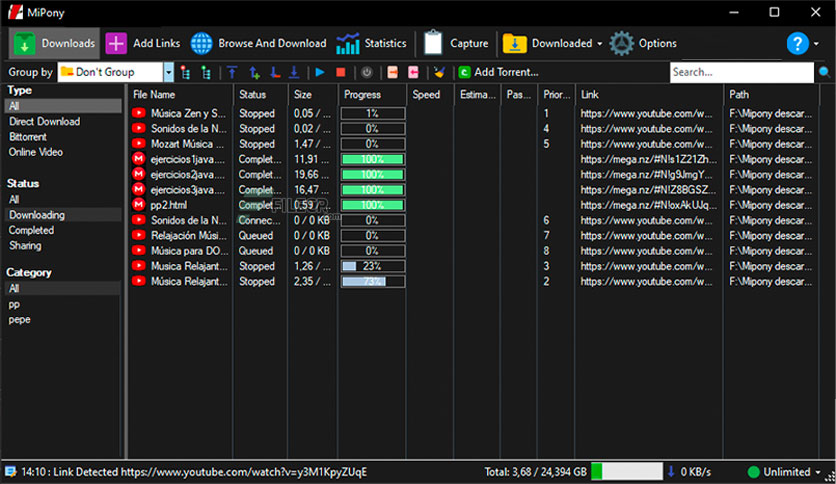 MiPony
Downloads Add Links Browse And Download Statistics Capture Downloaded Options ?
Group by Don't Group Add Torrent... Search...
Type
All
Direct Download
Bittorrent
Online Video
Status
All
Downloading
Completed
Sharing
Category
All
pp
pepe
File Name Status Size Progress Speed Estima... Pas... Prior... Link Path
Música Zen y S... Stopped 0,05 / ... 1% 1 https://www.youtube.com/w... F:\Mipony descar...
Sonidos de la N... Stopped 0,02 / ... 0% 4 https://www.youtube.com/w... F:\Mipony descar...
Mozart Música ... Stopped 1,47 / ... 0% 5 https://www.youtube.com/w... F:\Mipony descar...
ejercicios1java.... Complet... 11,91 ... 100% https://mega.nz/#N!s1Z21Zh... F:\Mipony descar...
ejercicios2java.... Complet... 19,66 ... 100% https://mega.nz/#N!g9JmgY... F:\Mipony descar...
ejercicios3java.... Complet... 16,47 ... 100% https://mega.nz/#N!Z8BGSZ... F:\Mipony descar...
pp2.html Complet... 0,59 / ... 100% https://mega.nz/#N!oxAkUJq... F:\Mipony descar...
Sonidos de la N... Connec... 0 / 0 KB 0% 6 https://www.youtube.com/w... F:\Mipony descar...
Relajación Músi... Queued 0 / 0 KB 0% 7 https://www.youtube.com/w... F:\Mipony descar...
Música para DO... Queued 0 / 0 KB 0% 8 https://www.youtube.com/w... F:\Mipony descar...
Musica Relajant... Stopped 1,26 / ... 23% 3 https://www.youtube.com/w... F:\Mipony descar...
Musica Relajant... Stopped 2,35 / ... 73% 2 https://www.youtube.com/w... F:\Mipony descar...
14:10 : Link Detected https://www.youtube.com/watch?v=y3M1KpyZUqE Total: 3,68 / 24,394 GB 0 KB/s Unlimited